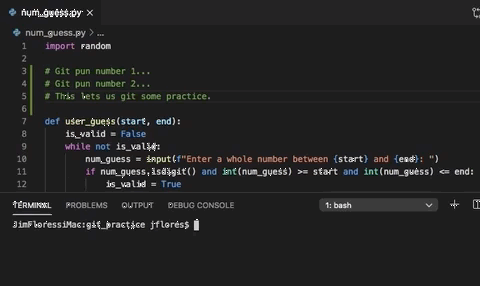 num_guess.py
num_guess.py > ...
1 import random
2
3 # Git pun number 1...
4 # Git pun number 2...
5 # This lets us git some practice.
6
7 def user_guess(start, end):
8 is_valid = False
9 while not is_valid:
10 num_guess = input(f"Enter a whole number between {start} and {end}: ")
11 if num_guess.isdigit() and int(num_guess) >= start and int(num_guess) <= end:
12 is_valid = True
TERMINAL PROBLEMS OUTPUT DEBUG CONSOLE 1: bash
JimFloressiMac:git_practice jflores$